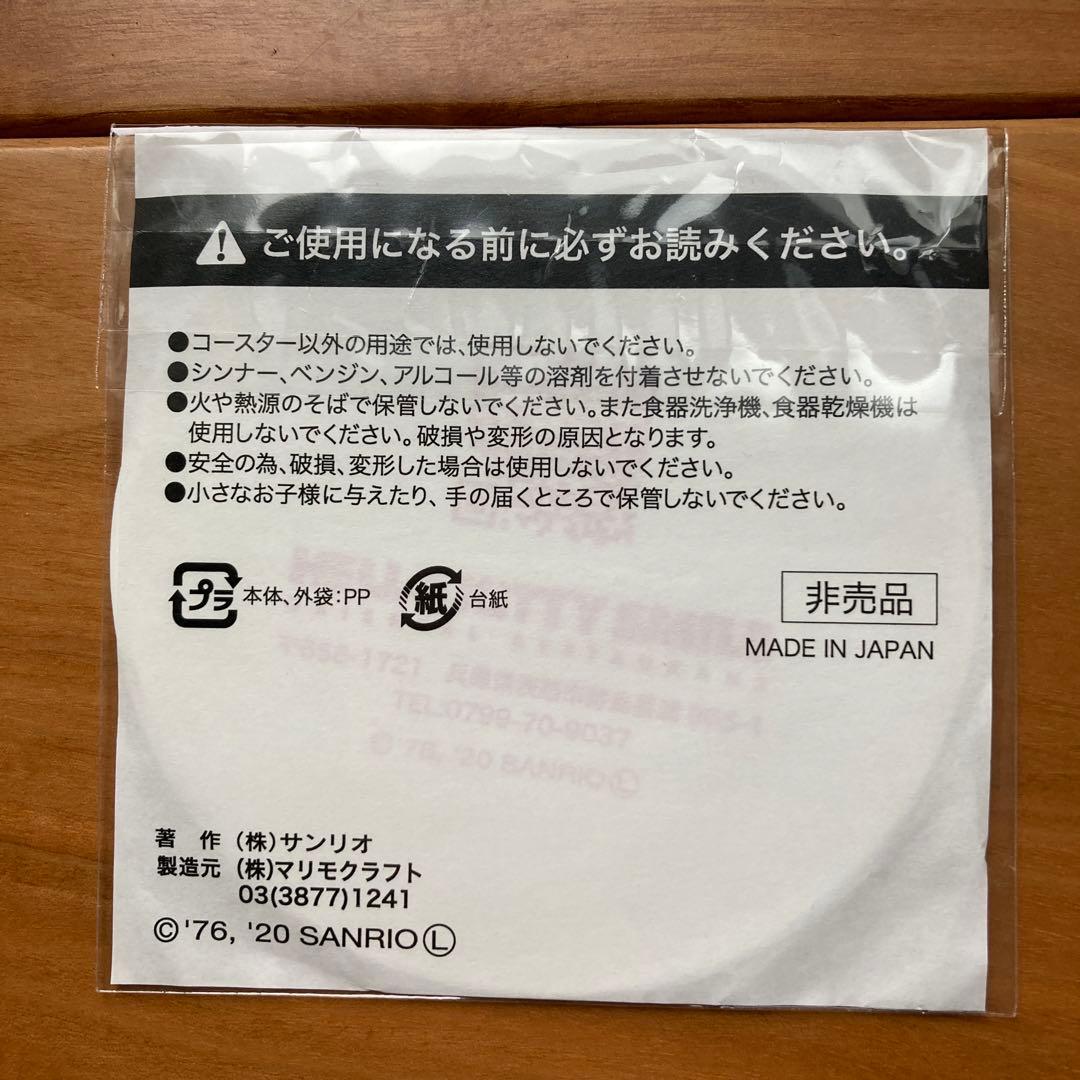 ご使用になる前に必ずお読みください。
●コースター以外の用途では、使用しないでください。
●シンナー、ベンジン、アルコール等の溶剤を付着させないでください。
●火や熱源のそばで保管しないでください。また食器洗浄機、食器乾燥機は
使用しないでください。破損や変形の原因となります。
●安全の為、破損、変形した場合は使用しないでください。
●小さなお子様に与えたり、手の届くところで保管しないでください。
プラ 本体、外袋:PP 紙 台紙
非売品
MADE IN JAPAN
〒656-1721
TEL.0799-70-9037
©'76, '20 SANRIO Ⓛ
著 作 (株)サンリオ
製造元 (株)マリモクラフト
03(3877)1241
©'76, '20 SANRIO Ⓛ